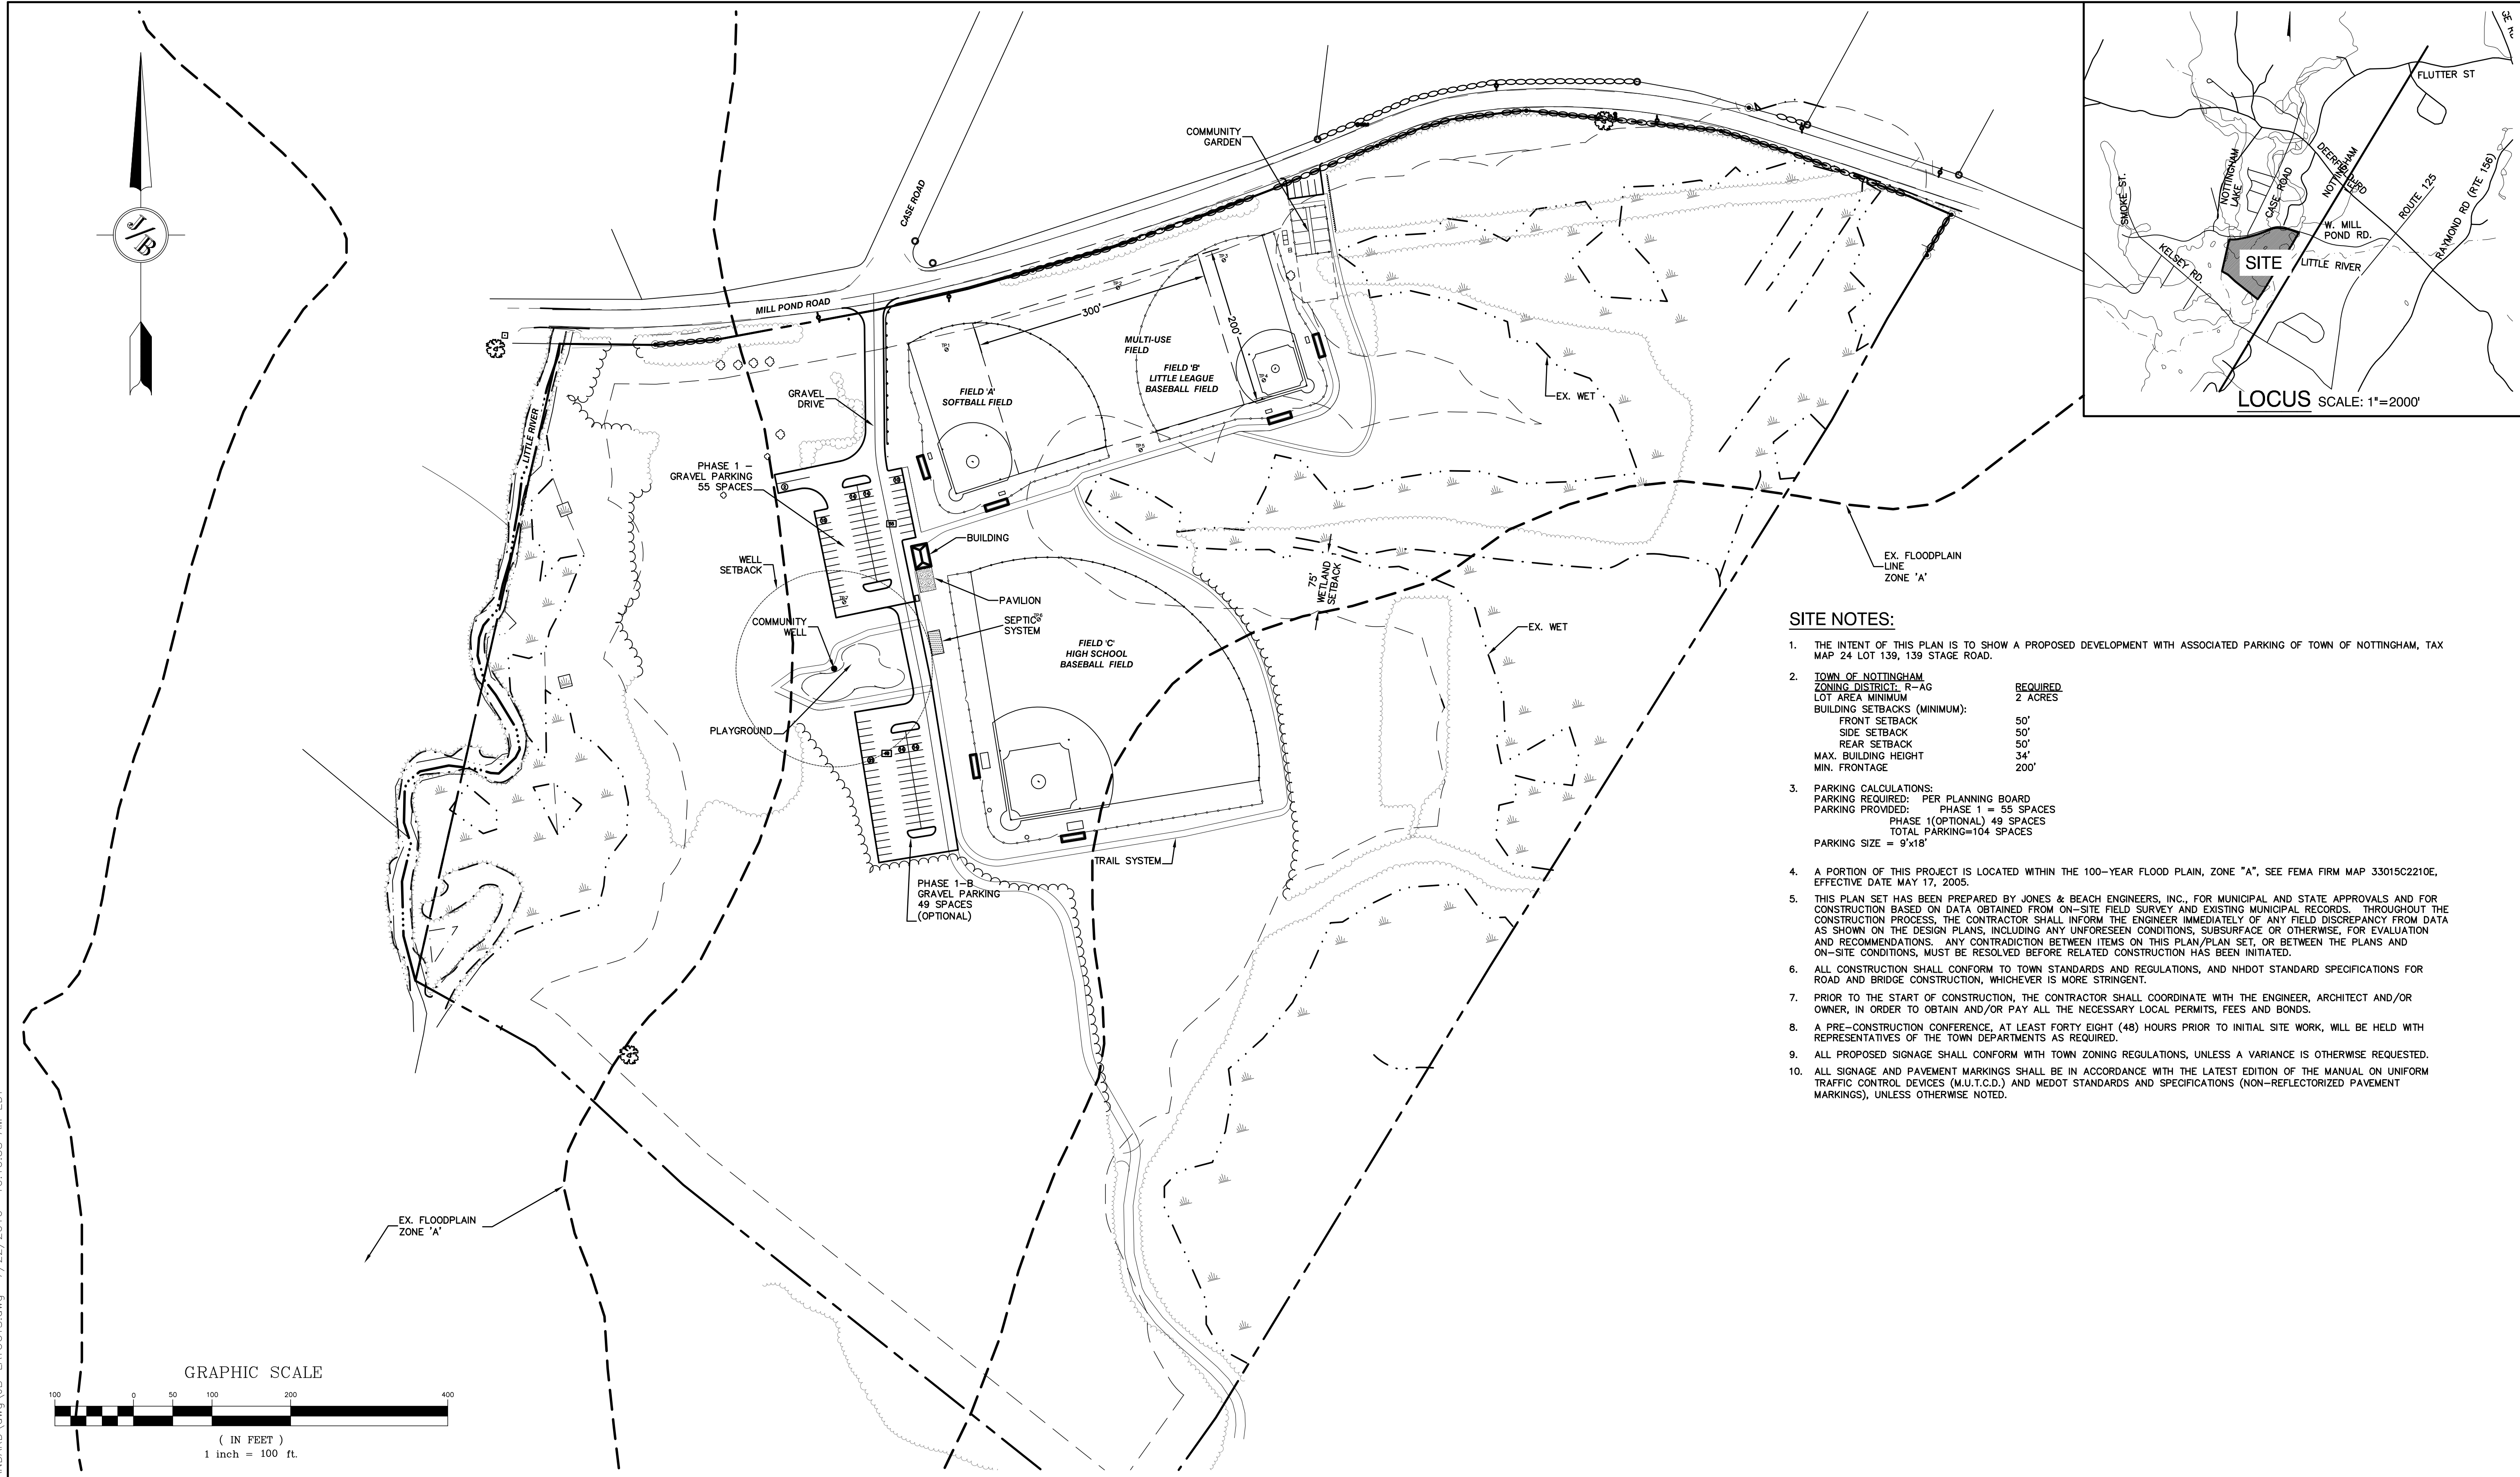 COMMUNITY
GARDEN
CASE ROAD
MILL POND ROAD
300'
200'
MULTI-USE
FIELD
FIELD 'B'
LITTLE LEAGUE
BASEBALL FIELD
FIELD 'A'
SOFTBALL FIELD
GRAVEL
DRIVE
LITTLE RIVER
EX. WET
PHASE 1 –
GRAVEL PARKING
55 SPACES
WELL
SETBACK
BUILDING
PAVILION
SEPTIC
SYSTEM
COMMUNITY
WELL
PLAYGROUND
FIELD 'C'
HIGH SCHOOL
BASEBALL FIELD
75'
WETLAND
SETBACK
EX. WET
EX. FLOODPLAIN
LINE
ZONE 'A'
TRAIL SYSTEM
PHASE 1-B
GRAVEL PARKING
49 SPACES
(OPTIONAL)
EX. FLOODPLAIN
ZONE 'A'
J/B
GRAPHIC SCALE
100 0 50 100 200 400
( IN FEET )
1 inch = 100 ft.
FLUTTER ST
NOTTINGHAM
LAKE
CASE ROAD
NOTTINGHAM
SMOKE ST.
ROUTE 125
RAYMOND RD (RTE 156)
W. MILL
POND RD.
KELSEY RD.
SITE
LITTLE RIVER
LOCUS SCALE: 1"=2000'
SITE NOTES:
1. THE INTENT OF THIS PLAN IS TO SHOW A PROPOSED DEVELOPMENT WITH ASSOCIATED PARKING OF TOWN OF NOTTINGHAM, TAX
MAP 24 LOT 139, 139 STAGE ROAD.
2. TOWN OF NOTTINGHAM
ZONING DISTRICT: R-AG REQUIRED
LOT AREA MINIMUM 2 ACRES
BUILDING SETBACKS (MINIMUM):
FRONT SETBACK 50'
SIDE SETBACK 50'
REAR SETBACK 50'
MAX. BUILDING HEIGHT 34'
MIN. FRONTAGE 200'
3. PARKING CALCULATIONS:
PARKING REQUIRED: PER PLANNING BOARD
PARKING PROVIDED: PHASE 1 = 55 SPACES
PHASE 1(OPTIONAL) 49 SPACES
TOTAL PARKING=104 SPACES
PARKING SIZE = 9'x18'
4. A PORTION OF THIS PROJECT IS LOCATED WITHIN THE 100-YEAR FLOOD PLAIN, ZONE "A", SEE FEMA FIRM MAP 33015C2210E,
EFFECTIVE DATE MAY 17, 2005.
5. THIS PLAN SET HAS BEEN PREPARED BY JONES & BEACH ENGINEERS, INC., FOR MUNICIPAL AND STATE APPROVALS AND FOR
CONSTRUCTION BASED ON DATA OBTAINED FROM ON-SITE FIELD SURVEY AND EXISTING MUNICIPAL RECORDS. THROUGHOUT THE
CONSTRUCTION PROCESS, THE CONTRACTOR SHALL INFORM THE ENGINEER IMMEDIATELY OF ANY FIELD DISCREPANCY FROM DATA
AS SHOWN ON THE DESIGN PLANS, INCLUDING ANY UNFORESEEN CONDITIONS, SUBSURFACE OR OTHERWISE, FOR EVALUATION
AND RECOMMENDATIONS. ANY CONTRADICTION BETWEEN ITEMS ON THIS PLAN/PLAN SET, OR BETWEEN THE PLANS AND
ON-SITE CONDITIONS, MUST BE RESOLVED BEFORE RELATED CONSTRUCTION HAS BEEN INITIATED.
6. ALL CONSTRUCTION SHALL CONFORM TO TOWN STANDARDS AND REGULATIONS, AND NHDOT STANDARD SPECIFICATIONS FOR
ROAD AND BRIDGE CONSTRUCTION, WHICHEVER IS MORE STRINGENT.
7. PRIOR TO THE START OF CONSTRUCTION, THE CONTRACTOR SHALL COORDINATE WITH THE ENGINEER, ARCHITECT AND/OR
OWNER, IN ORDER TO OBTAIN AND/OR PAY ALL THE NECESSARY LOCAL PERMITS, FEES AND BONDS.
8. A PRE-CONSTRUCTION CONFERENCE, AT LEAST FORTY EIGHT (48) HOURS PRIOR TO INITIAL SITE WORK, WILL BE HELD WITH
REPRESENTATIVES OF THE TOWN DEPARTMENTS AS REQUIRED.
9. ALL PROPOSED SIGNAGE SHALL CONFORM WITH TOWN ZONING REGULATIONS, UNLESS A VARIANCE IS OTHERWISE REQUESTED.
10. ALL SIGNAGE AND PAVEMENT MARKINGS SHALL BE IN ACCORDANCE WITH THE LATEST EDITION OF THE MANUAL ON UNIFORM
TRAFFIC CONTROL DEVICES (M.U.T.C.D.) AND MEDOT STANDARDS AND SPECIFICATIONS (NON-REFLECTORIZED PAVEMENT
MARKINGS), UNLESS OTHERWISE NOTED.